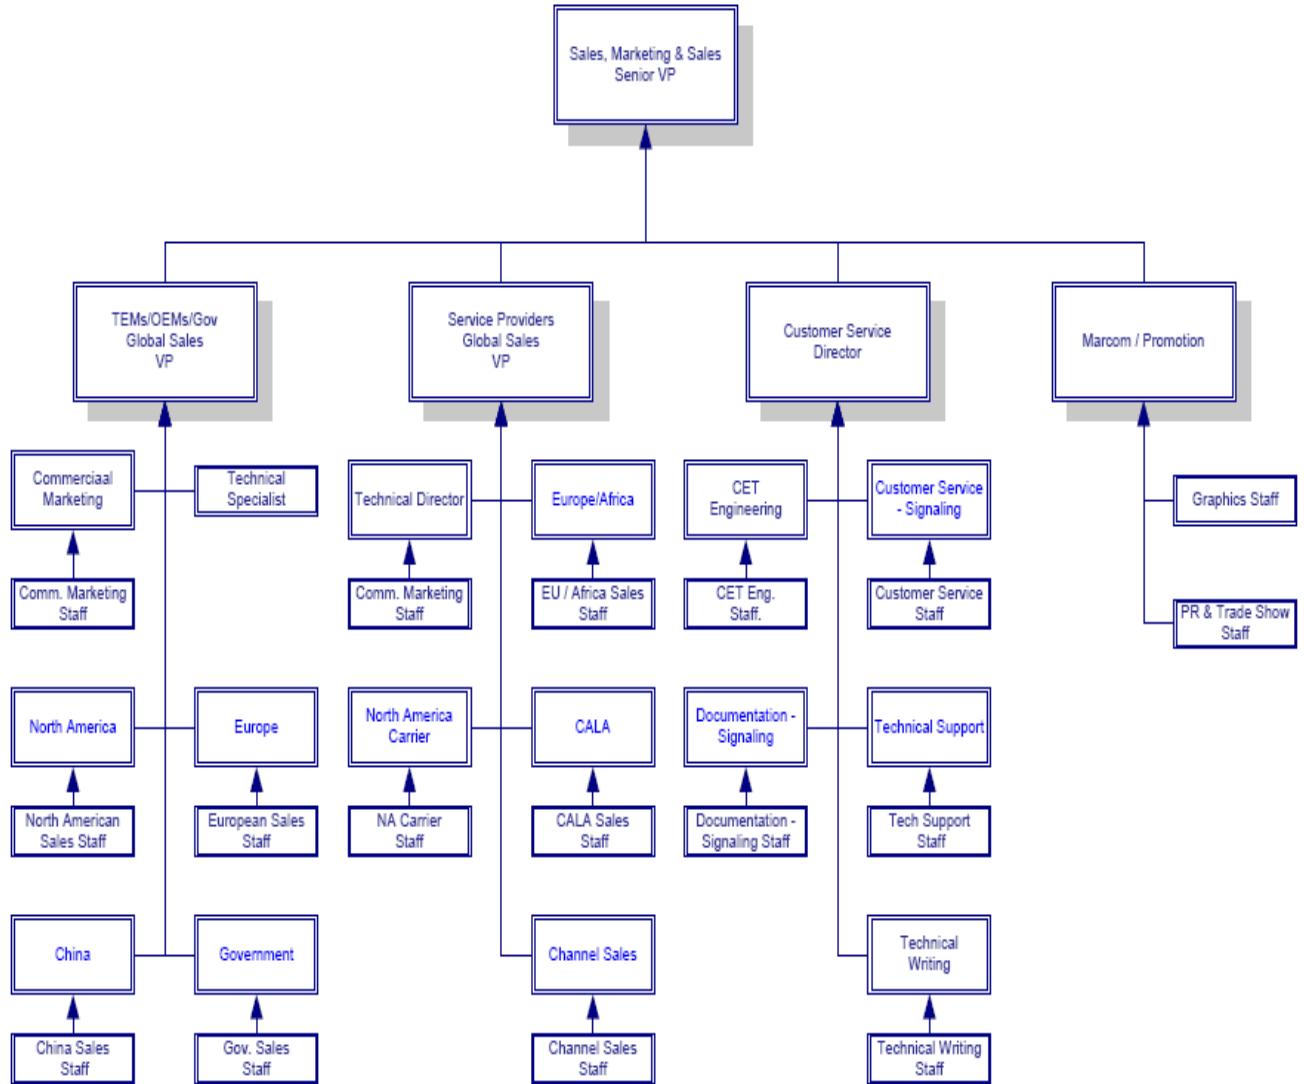 Sales, Marketing & Sales
Senior VP
TEMs/OEMs/Gov
Global Sales
VP
Service Providers
Global Sales
VP
Customer Service
Director
Marcom / Promotion
Commerciaal
Marketing
Technical
Specialist
Comm. Marketing
Staff
North America
Europe
North American
Sales Staff
European Sales
Staff
China
Government
China Sales
Staff
Gov. Sales
Staff
Technical Director
Europe/Africa
Comm. Marketing
Staff
EU / Africa Sales
Staff
North America
Carrier
CALA
NA Carrier
Staff
CALA Sales
Staff
Channel Sales
Channel Sales
Staff
CET
Engineering
Customer Service
- Signaling
CET Eng.
Staff.
Customer Service
Staff
Documentation -
Signaling
Technical Support
Documentation -
Signaling Staff
Tech Support
Staff
Technical
Writing
Technical Writing
Staff
Graphics Staff
PR & Trade Show
Staff